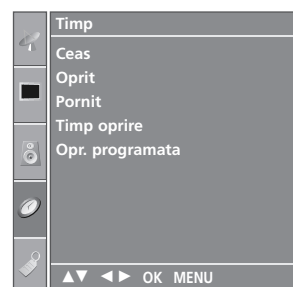 Timp
Ceas
Oprit
Pornit
Timp oprire
Opr. programata
▲▼ ◄► OK MENU